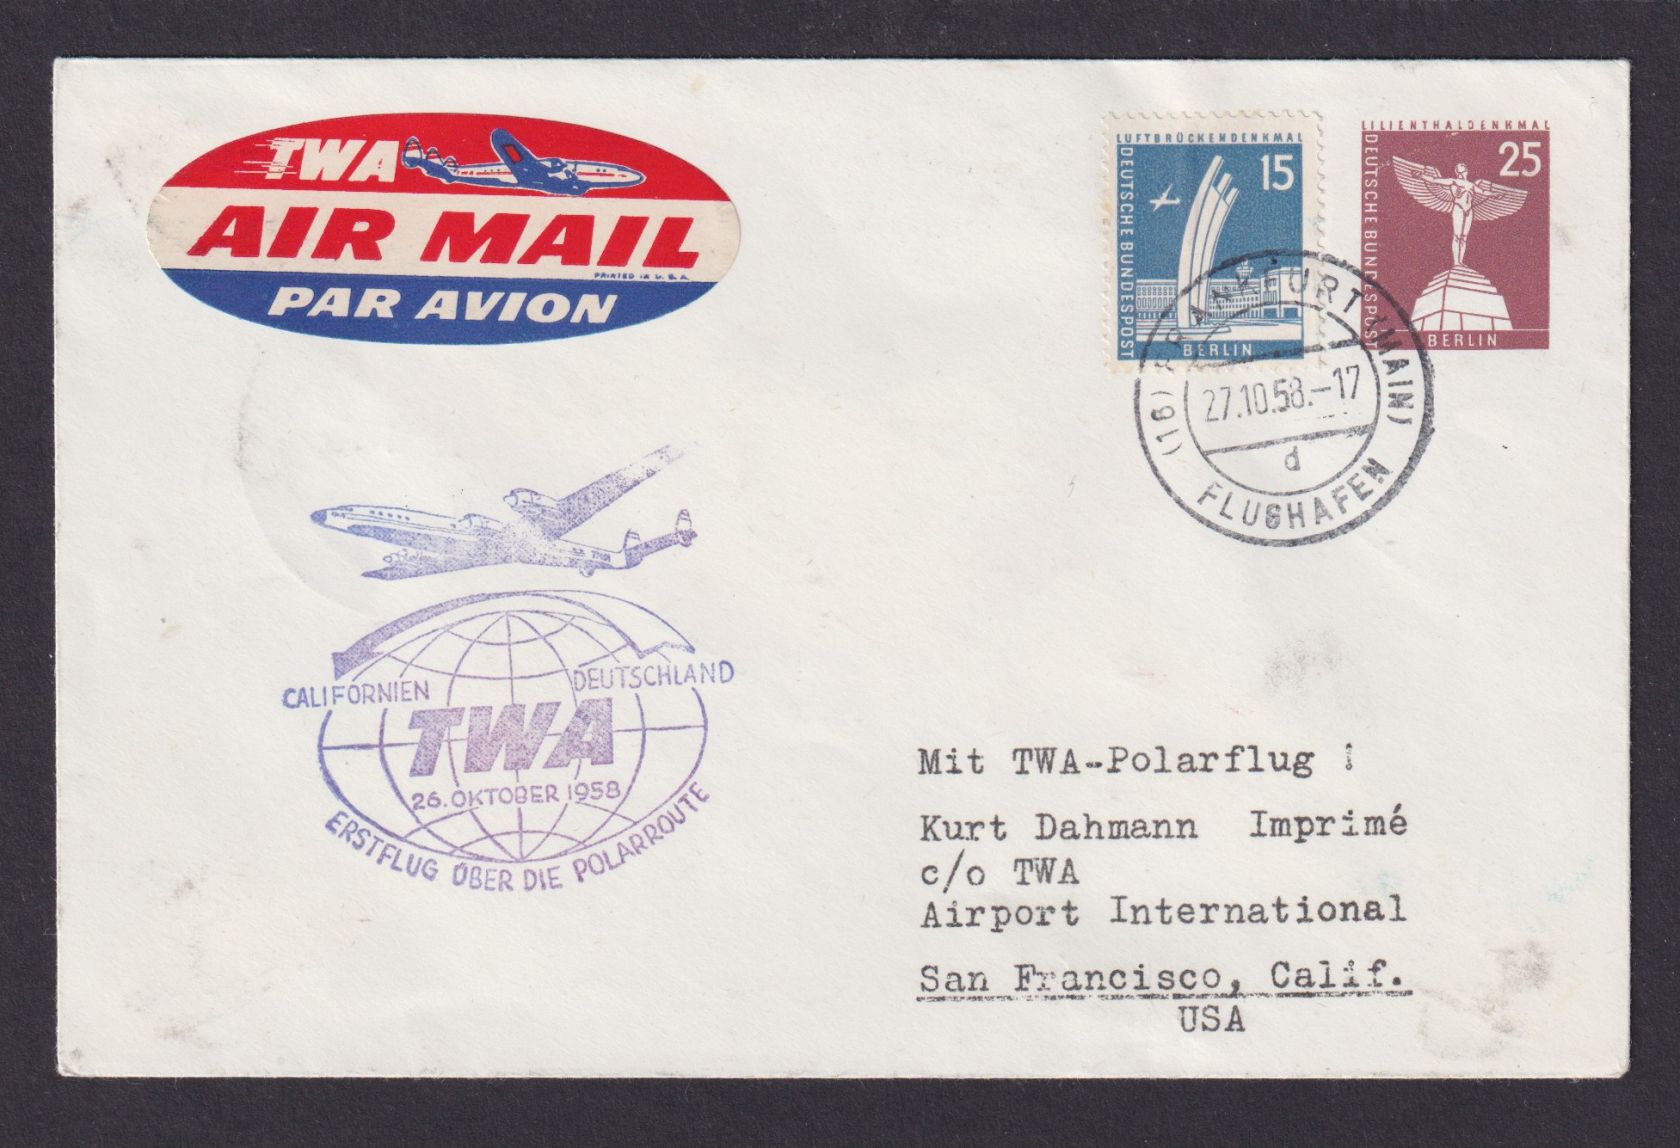 TWA
AIR MAIL
PRINTED IN U.S.A.
PAR AVION
LUFTBRÜCKENDENKMAL
DEUTSCHE BUNDESPOST
15
BERLIN
LILIENTHALDENKMAL
DEUTSCHE BUNDESPOST
25
BERLIN
(16) FRANKFURT (MAIN)
27.10.58.-17
d
FLUGHAFEN
CALIFORNIEN
DEUTSCHLAND
TWA
26. OKTOBER 1958
ERSTFLUG ÜBER DIE POLARROUTE
Mit TWA-Polarflug !
Kurt Dahmann Imprimé
c/o TWA
Airport International
San Francisco, Calif.
USA